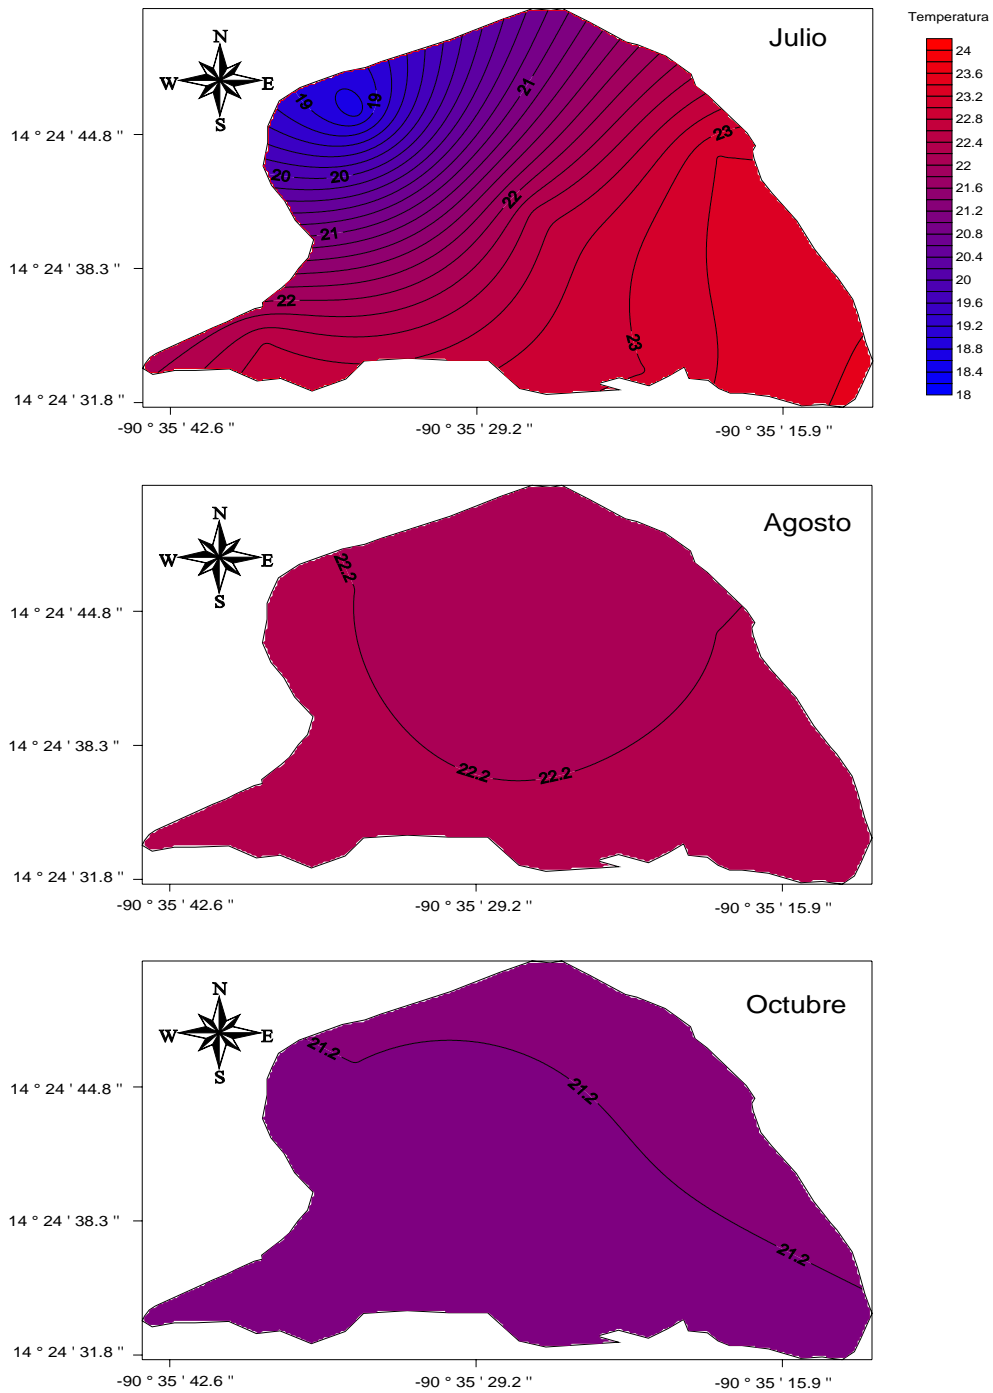 Temperatura
Julio
N
W E
S
24
23.6
23.2
22.8
22.4
22
21.6
21.2
20.8
20.4
20
19.6
19.2
18.8
18.4
18
19
19
21
20
20
21
22
22
23
23
14 ° 24 ' 44.8 "
14 ° 24 ' 38.3 "
14 ° 24 ' 31.8 "
-90 ° 35 ' 42.6 "
-90 ° 35 ' 29.2 "
-90 ° 35 ' 15.9 "
Agosto
N
W E
S
22.2
22.2
22.2
14 ° 24 ' 44.8 "
14 ° 24 ' 38.3 "
14 ° 24 ' 31.8 "
-90 ° 35 ' 42.6 "
-90 ° 35 ' 29.2 "
-90 ° 35 ' 15.9 "
Octubre
N
W E
S
21.2
21.2
21.2
14 ° 24 ' 44.8 "
14 ° 24 ' 38.3 "
14 ° 24 ' 31.8 "
-90 ° 35 ' 42.6 "
-90 ° 35 ' 29.2 "
-90 ° 35 ' 15.9 "